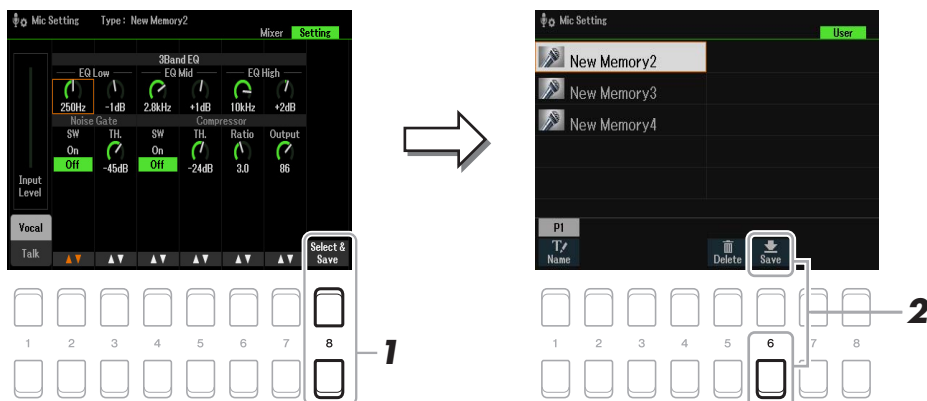 Mic Setting Type : New Memory2
Mixer Setting
3Band EQ
EQ Low EQ Mid EQ High
250Hz -1dB 2.8kHz +1dB 10kHz +2dB
Noise Gate Compressor
SW TH. SW TH. Ratio Output
On On
Off -45dB Off -24dB 3.0 86
Input
Level
Vocal
Talk
Select &
Save
1 2 3 4 5 6 7 8
1
Mic Setting
User
New Memory2
New Memory3
New Memory4
P1
Name Delete Save
1 2 3 4 5 6 7 8
2